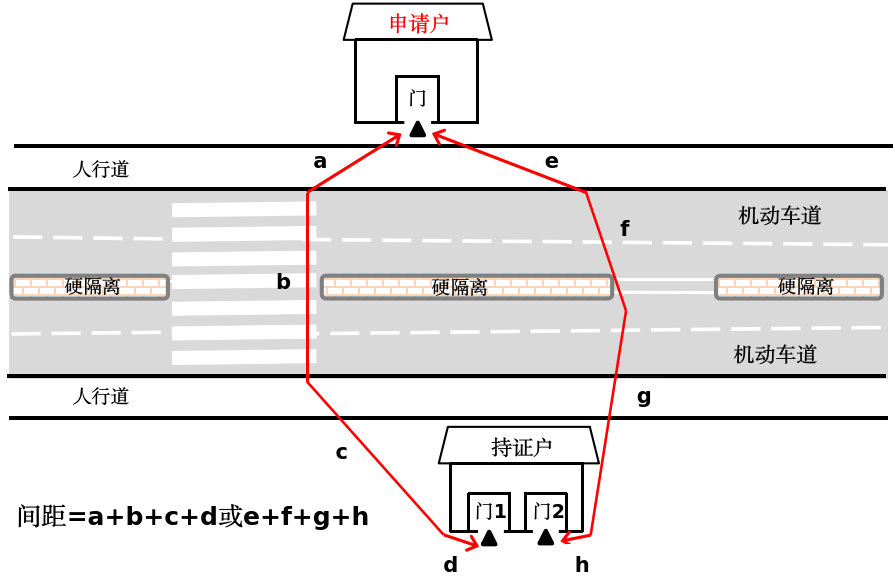 申请户
门
a
e
人行道
机动车道
f
b
硬隔离
硬隔离
硬隔离
机动车道
人行道
g
c
持证户
门1
门2
间距=a+b+c+d或e+f+g+h
d
h